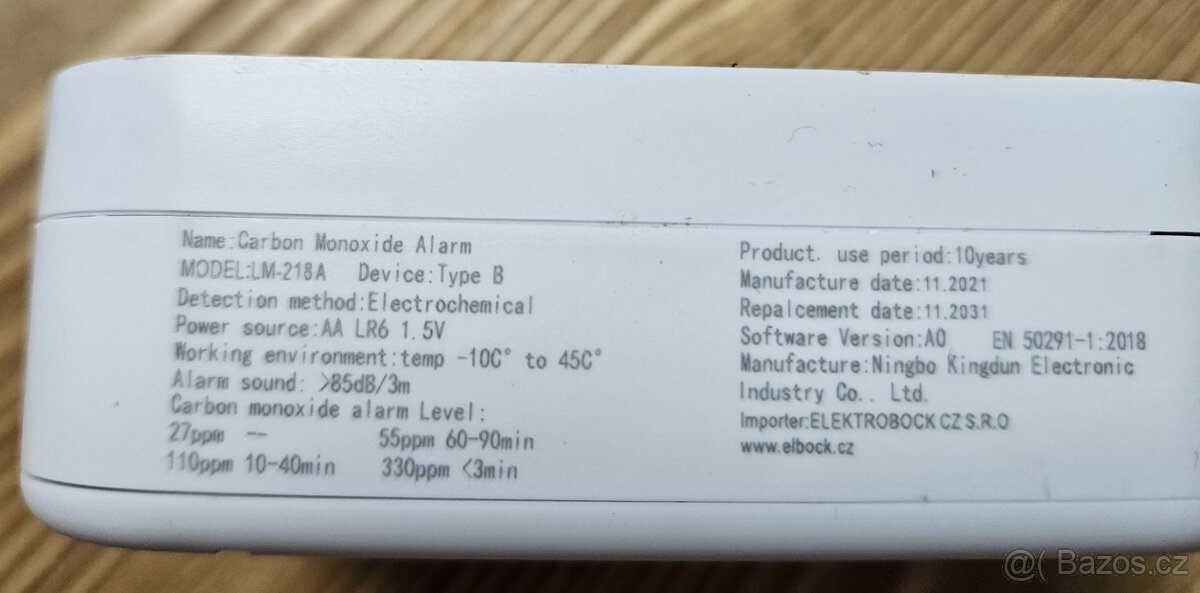 Name:Carbon Monoxide Alarm
MODEL:LM-218A Device:Type B
Detection method:Electrochemical
Power source:AA LR6 1.5V
Working environment:temp -10C° to 45C°
Alarm sound: >85dB/3m
Carbon monoxide alarm Level:
27ppm -- 55ppm 60-90min
110ppm 10-40min 330ppm <3min
Product. use period:10years
Manufacture date:11.2021
Repalcement date:11.2031
Software Version:A0 EN 50291-1:2018
Manufacture:Ningbo Kingdun Electronic
Industry Co.. Ltd.
Importer:ELEKTROBOCK CZ S.R.O
www.elbock.cz
@( Bazos.cz